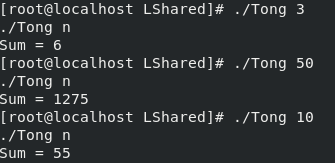 [root@localhost LShared]# ./Tong 3
./Tong n
Sum = 6
[root@localhost LShared]# ./Tong 50
./Tong n
Sum = 1275
[root@localhost LShared]# ./Tong 10
./Tong n
Sum = 55